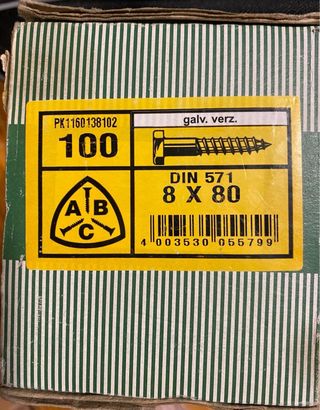 PK1160138102
100
galv. verz.
DIN 571
8 X 80
A B
C
4 003530 055799